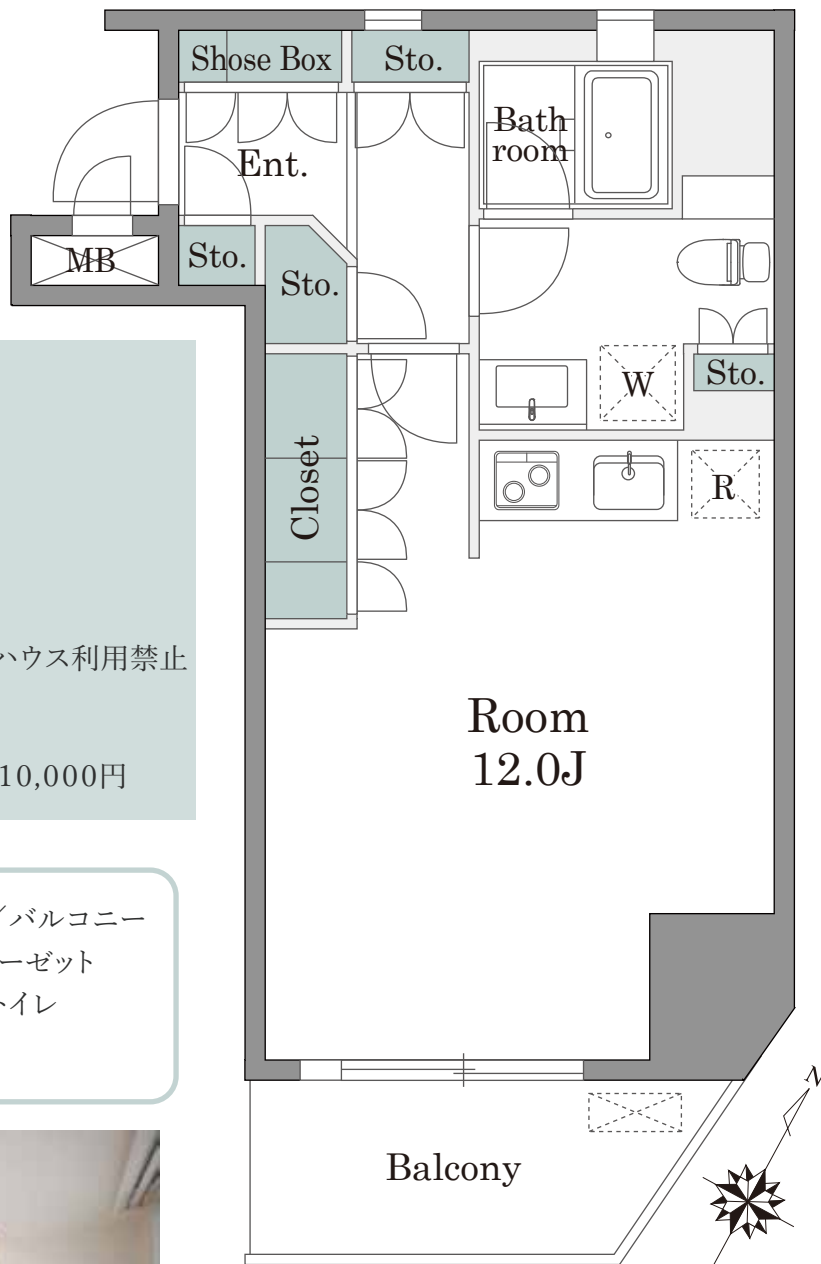 Shose Box
Sto.
Bath
room
Ent.
MB
Sto.
Sto.
W
Sto.
Closet
R
ハウス利用禁止
Room
12.0J
10,000円
/バルコニー
ーゼット
トイレ
Balcony
N